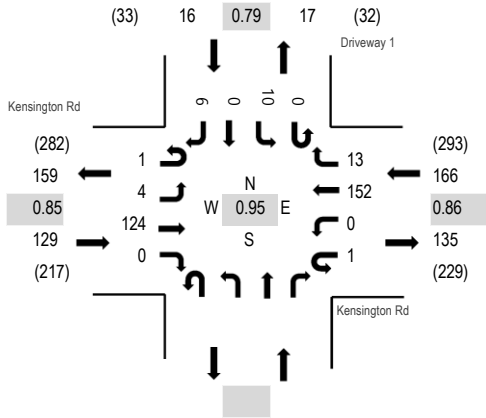 (33) 16 0.79 17 (32)
Driveway 1
6 0 10 0
Kensington Rd
(282) (293)
1 13
159 166
4 N 152
0.85 W 0.95 E 0.86
124 0
129 S 135
0 1
(217) (229)
Kensington Rd